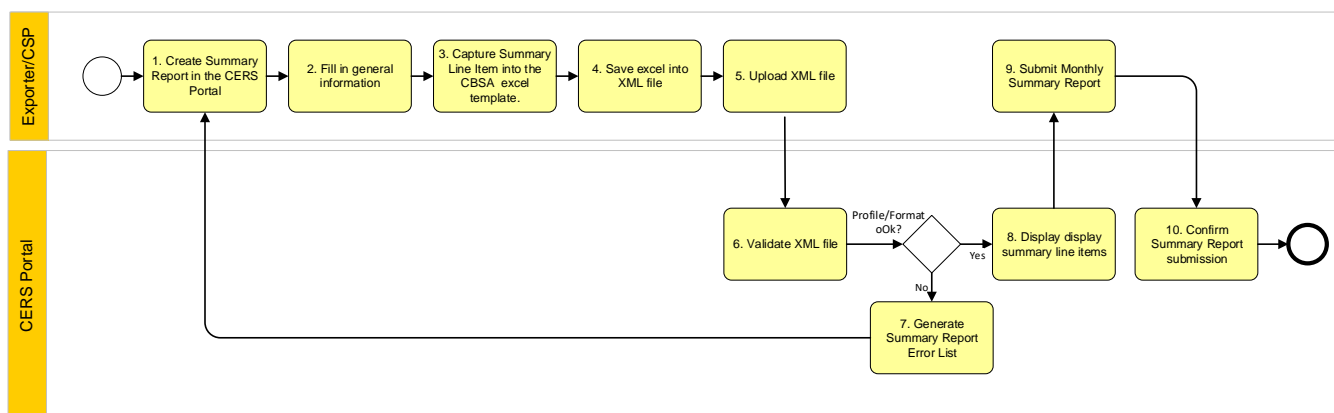 Exporter/CSP
1. Create Summary
Report in the CERS
Portal
2. Fill in general
information
3. Capture Summary
Line Item into the
CBSA excel
template.
4. Save excel into
XML file
5. Upload XML file
9. Submit Monthly
Summary Report
CERS Portal
6. Validate XML file
Profile/Format
oOk?
Yes
No
8. Display display
summary line items
10. Confirm
Summary Report
submission
7. Generate
Summary Report
Error List